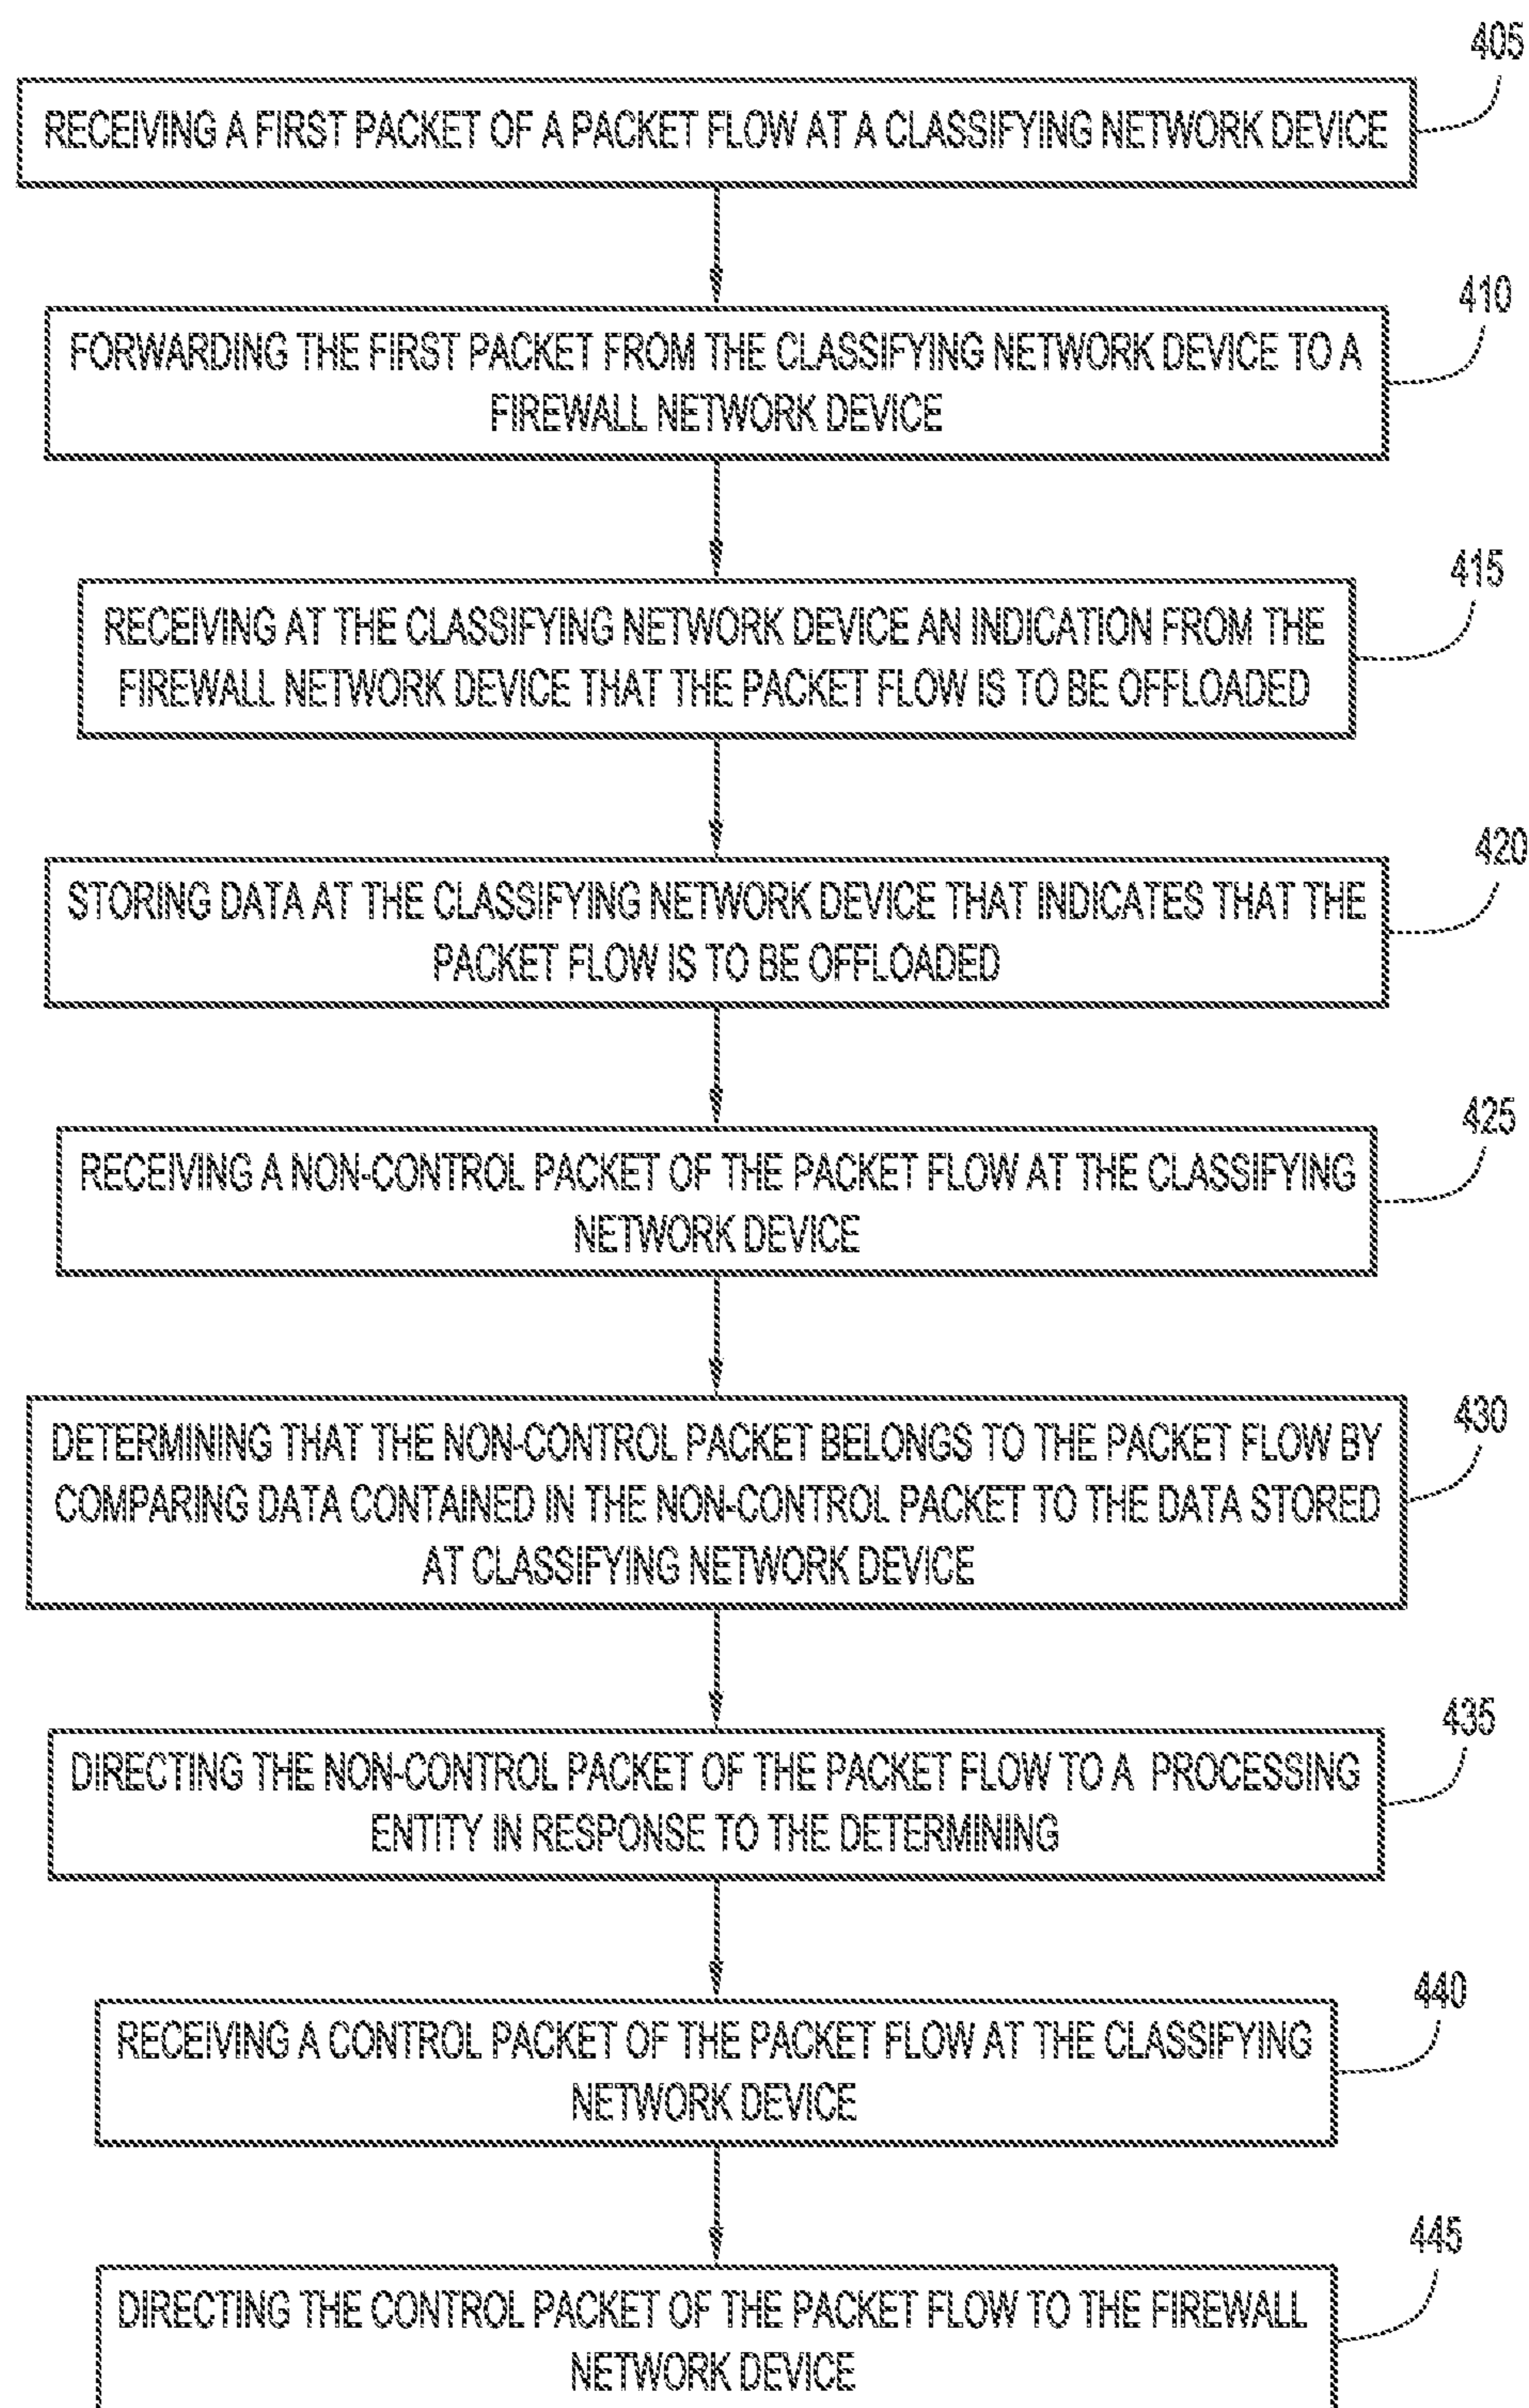 405
RECEIVING A FIRST PACKET OF A PACKET FLOW AT A CLASSIFYING NETWORK DEVICE
410
FORWARDING THE FIRST PACKET FROM THE CLASSIFYING NETWORK DEVICE TO A
FIREWALL NETWORK DEVICE
415
RECEIVING AT THE CLASSIFYING NETWORK DEVICE AN INDICATION FROM THE
FIREWALL NETWORK DEVICE THAT THE PACKET FLOW IS TO BE OFFLOADED
420
STORING DATA AT THE CLASSIFYING NETWORK DEVICE THAT INDICATES THAT THE
PACKET FLOW IS TO BE OFFLOADED
425
RECEIVING A NON-CONTROL PACKET OF THE PACKET FLOW AT THE CLASSIFYING
NETWORK DEVICE
430
DETERMINING THAT THE NON-CONTROL PACKET BELONGS TO THE PACKET FLOW BY
COMPARING DATA CONTAINED IN THE NON-CONTROL PACKET TO THE DATA STORED
AT CLASSIFYING NETWORK DEVICE
435
DIRECTING THE NON-CONTROL PACKET OF THE PACKET FLOW TO A PROCESSING
ENTITY IN RESPONSE TO THE DETERMINING
440
RECEIVING A CONTROL PACKET OF THE PACKET FLOW AT THE CLASSIFYING
NETWORK DEVICE
445
DIRECTING THE CONTROL PACKET OF THE PACKET FLOW TO THE FIREWALL
NETWORK DEVICE